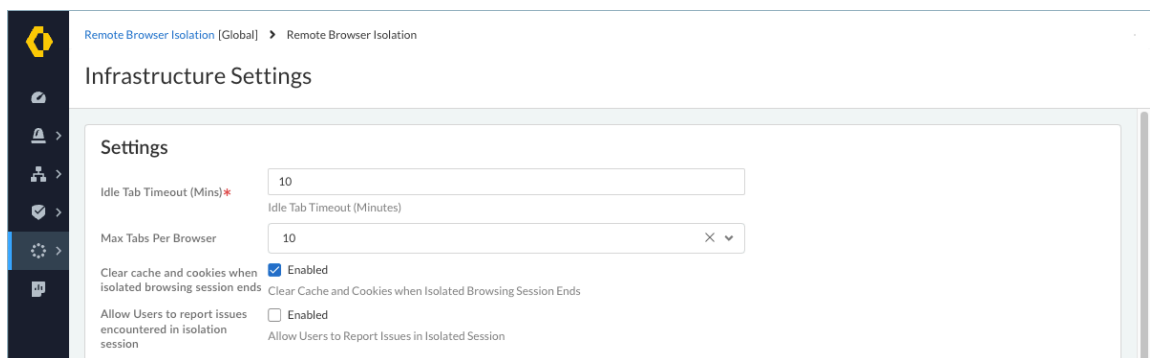 Remote Browser Isolation [Global] > Remote Browser Isolation
Infrastructure Settings
Settings
Idle Tab Timeout (Mins)*
10
Idle Tab Timeout (Minutes)
Max Tabs Per Browser
10
Clear cache and cookies when
isolated browsing session ends
Enabled
Clear Cache and Cookies when Isolated Browsing Session Ends
Allow Users to report issues
encountered in isolation
session
Enabled
Allow Users to Report Issues in Isolated Session